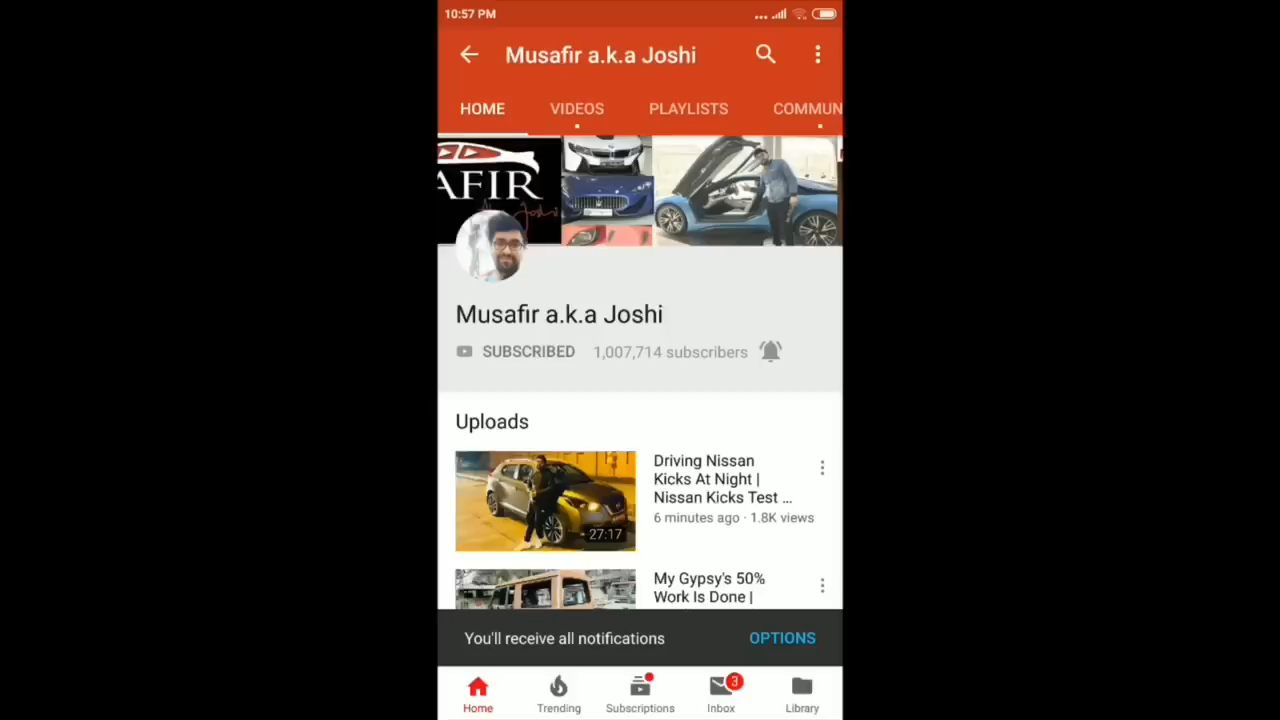 10:57 PM
Musafir a.k.a Joshi
HOME VIDEOS PLAYLISTS COMMUN
AFIR
Joshi
Musafir a.k.a Joshi
SUBSCRIBED 1,007,714 subscribers
Uploads
Driving Nissan
Kicks At Night |
Nissan Kicks Test ...
6 minutes ago · 1.8K views
27:17
My Gypsy's 50%
Work Is Done |
You'll receive all notifications OPTIONS
3
Home Trending Subscriptions Inbox Library